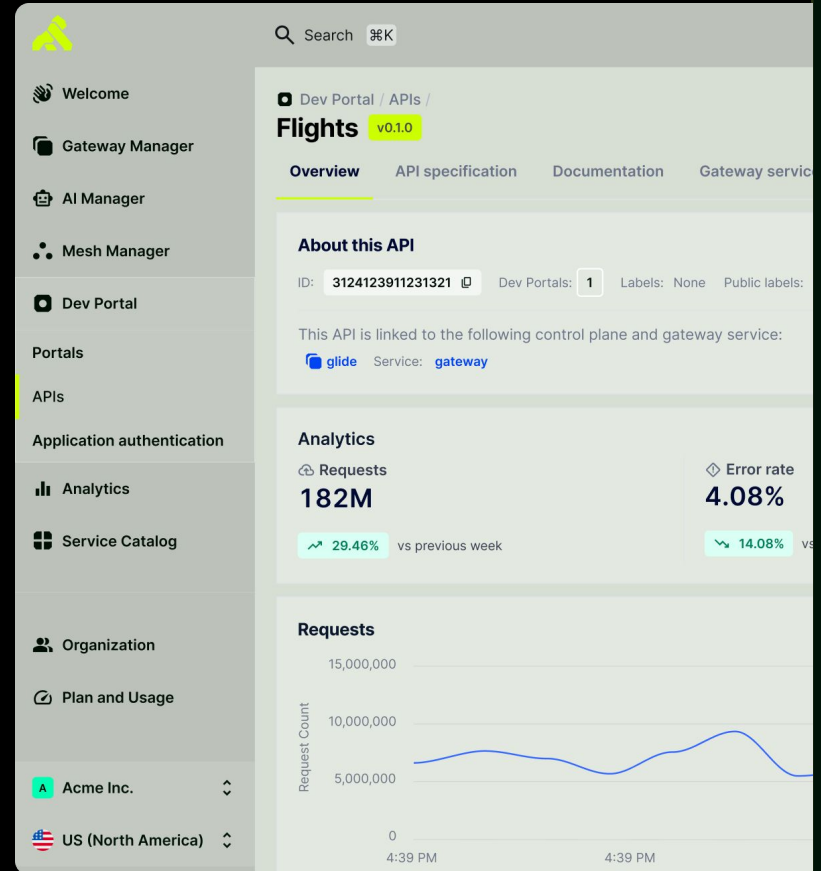 Search ⌘K
Welcome
Gateway Manager
AI Manager
Mesh Manager
Dev Portal
Portals
APIs
Application authentication
Analytics
Service Catalog
Organization
Plan and Usage
A Acme Inc.
US (North America)
Dev Portal / APIs /
Flights v0.1.0
Overview API specification Documentation Gateway
About this API
ID: 3124123911231321 Dev Portals: 1 Labels: None Public labels:
This API is linked to the following control plane and gateway service:
glide Service: gateway
Analytics
Requests
182M
29.46% vs previous week
Error rate
4.08%
14.08% vs
Requests
Request Count
15,000,000
10,000,000
5,000,000
0
4:39 PM 4:39 PM